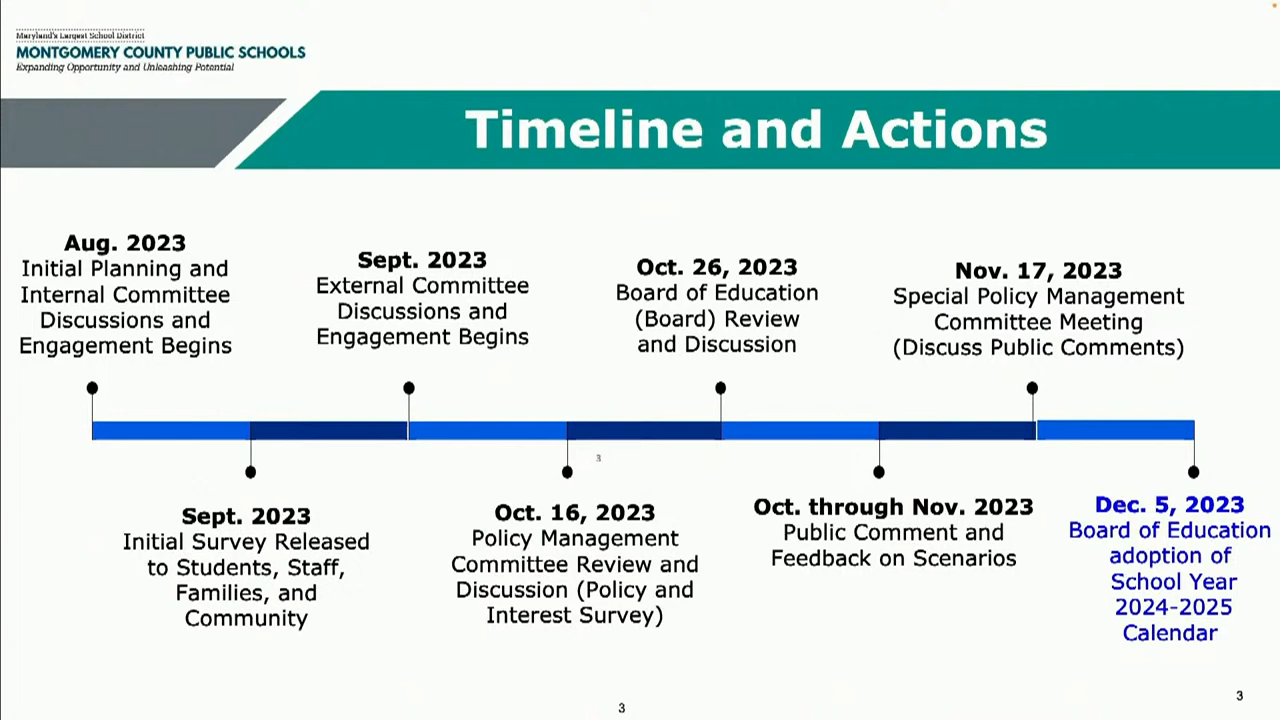 Maryland's Largest School District
MONTGOMERY COUNTY PUBLIC SCHOOLS
Expanding Opportunity and Unleashing Potential
Timeline and Actions
Aug. 2023
Initial Planning and
Internal Committee
Discussions and
Engagement Begins
Sept. 2023
External Committee
Discussions and
Engagement Begins
Oct. 26, 2023
Board of Education
(Board) Review
and Discussion
Nov. 17, 2023
Special Policy Management
Committee Meeting
(Discuss Public Comments)
3
Sept. 2023
Initial Survey Released
to Students, Staff,
Families, and
Community
Oct. 16, 2023
Policy Management
Committee Review and
Discussion (Policy and
Interest Survey)
Oct. through Nov. 2023
Public Comment and
Feedback on Scenarios
Dec. 5, 2023
Board of Education
adoption of
School Year
2024-2025
Calendar
3
3